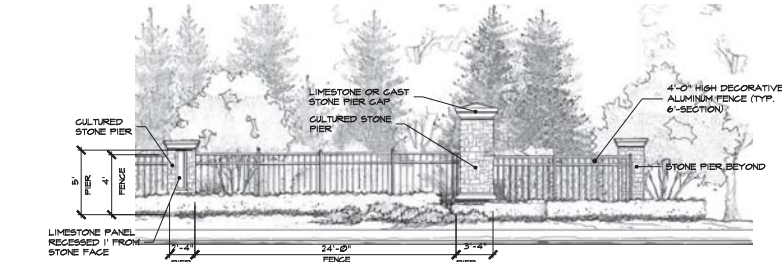 LIMESTONE OR CAST
STONE PIER CAP
CULTURED STONE
PIER
4'-0" HIGH DECORATIVE
ALUMINUM FENCE (TYP.
6'-SECTION)
CULTURED
STONE PIER
STONE PIER BEYOND
5'
PIER
4'
FENCE
LIMESTONE PANEL
RECESSED 1' FROM
STONE FACE
2'-4"
PIER
24'-0"
FENCE
3'-4"
PIER